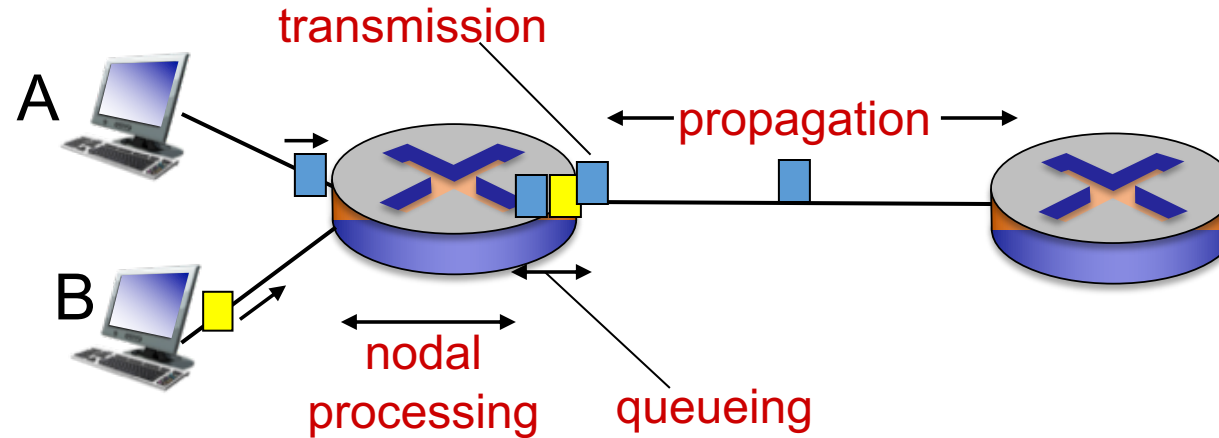 transmission
A
propagation
B
nodal
processing
queueing